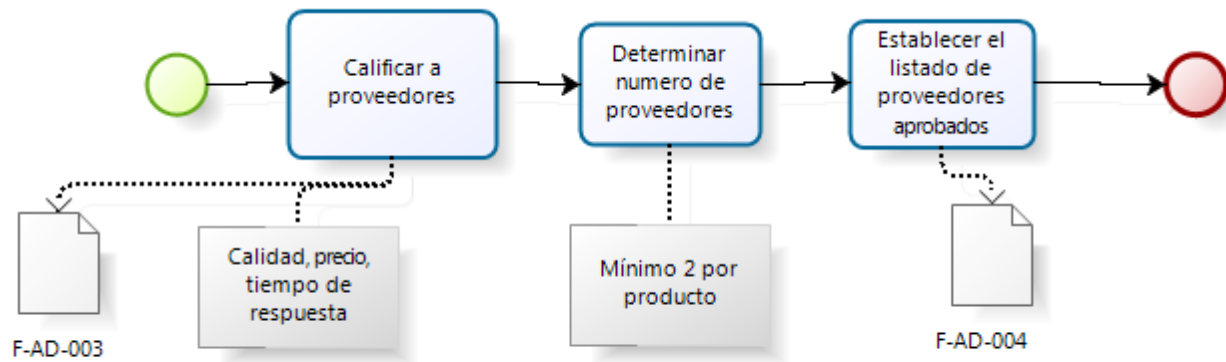 Calificar a
proveedores
Determinar
numero de
proveedores
Establecer el
listado de
proveedores
aprobados
Calidad, precio,
tiempo de
respuesta
Mínimo 2 por
producto
F-AD-003
F-AD-004